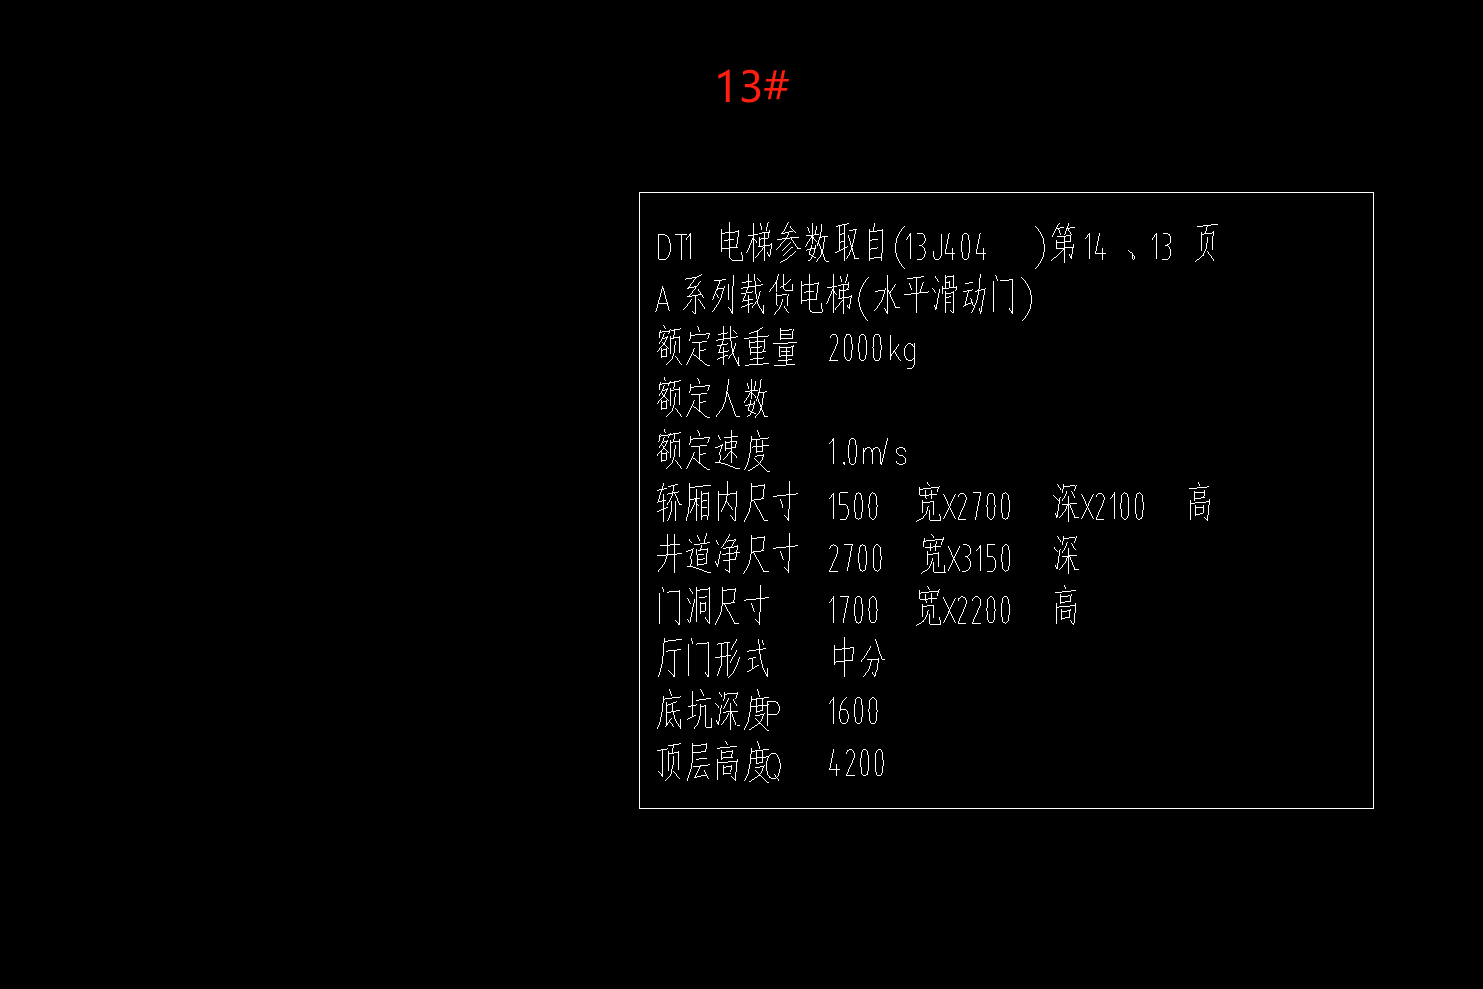 13#
DT1 电梯参数取自(13J404 )第14 、13 页
A 系列载货电梯(水平滑动门)
额定载重量 2000kg
额定人数
额定速度 1.0m/s
轿厢内尺寸 1500 宽X2700 深X2100 高
井道净尺寸 2700 宽X3150 深
门洞尺寸 1700 宽X2200 高
厅门形式 中分
底坑深度P 1600
顶层高度Q 4200